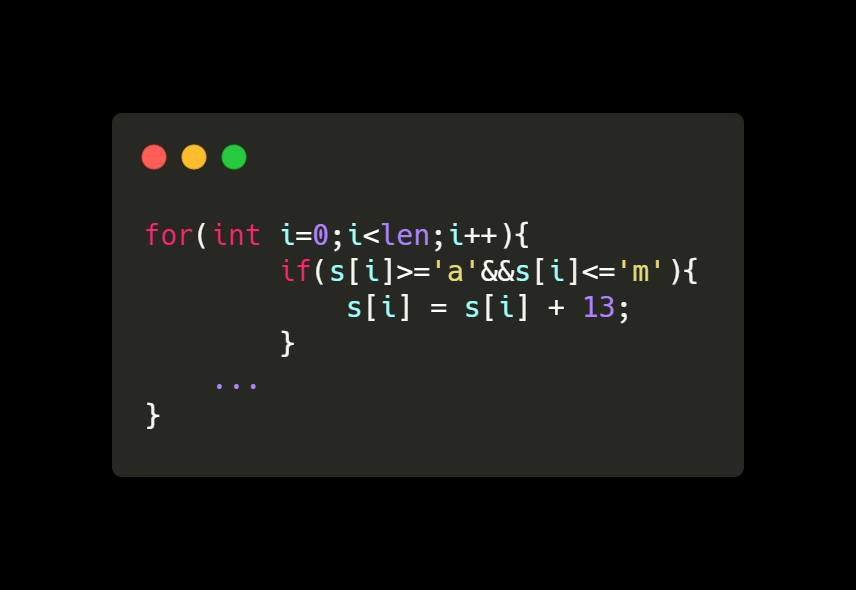 for(int i=0;i<len;i++){
        if(s[i]>='a'&&s[i]<='m'){
            s[i] = s[i] + 13;
        }
    ...
}